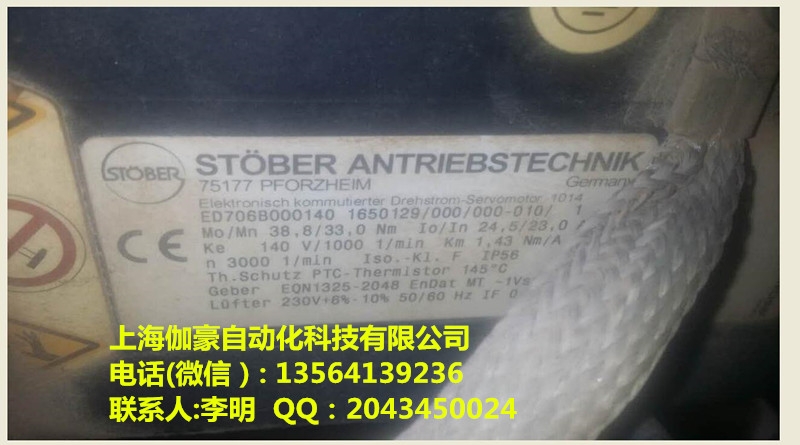 STÖBER
STÖBER ANTRIEBSTECHNIK
75177 PFORZHEIM Germany
Elektronisch kommutierter Drehstrom-Servomotor 1014
ED706B000140 1650129/000/000-010/ 1
Mo/Mn 38,8/33,0 Nm Io/In 24,5/23,0
Ke 140 V/1000 1/min Km 1,43 Nm/A
n 3000 1/min Iso.-Kl. F IP56
Th.Schutz PTC-Thermistor 145°C
Geber EQN1325-2048 EnDat MT -1Vs
Lüfter 230V+6%-10% 50/60 Hz IF 0
CE
上海伽豪自动化科技有限公司
电话(微信）: 13564139236
联系人:李明 QQ：2043450024